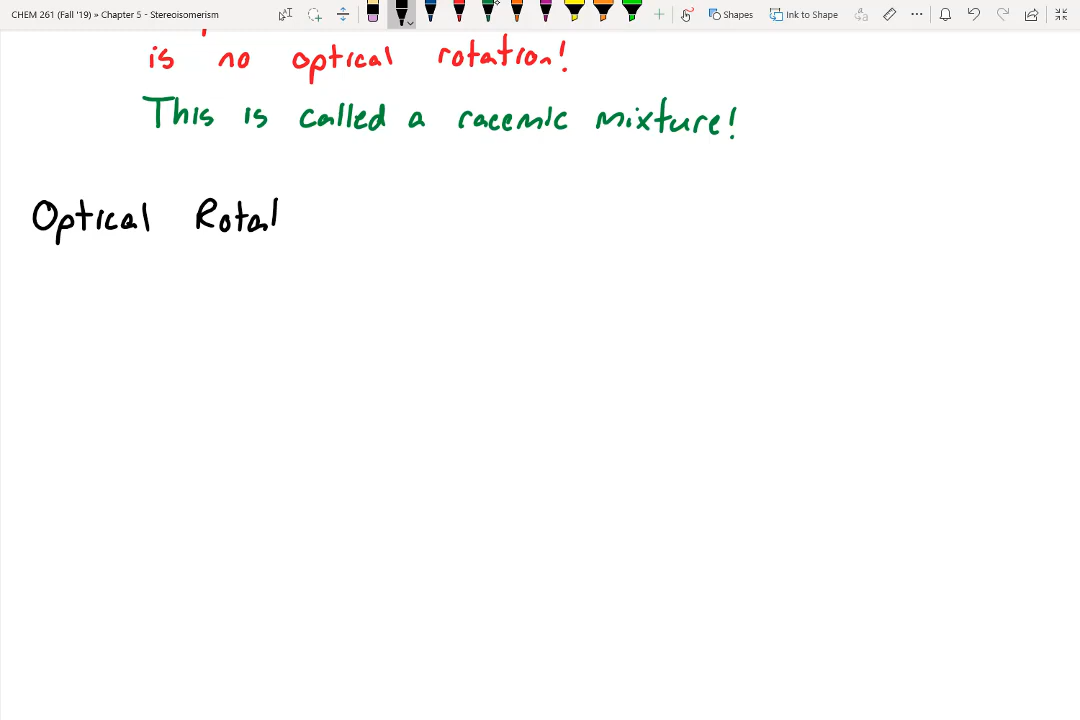 CHEM 261 (Fall '19) » Chapter 5 - Stereoisomerism
Shapes
Ink to Shape
is no optical rotation!
This is called a racemic mixture!
Optical Rotal